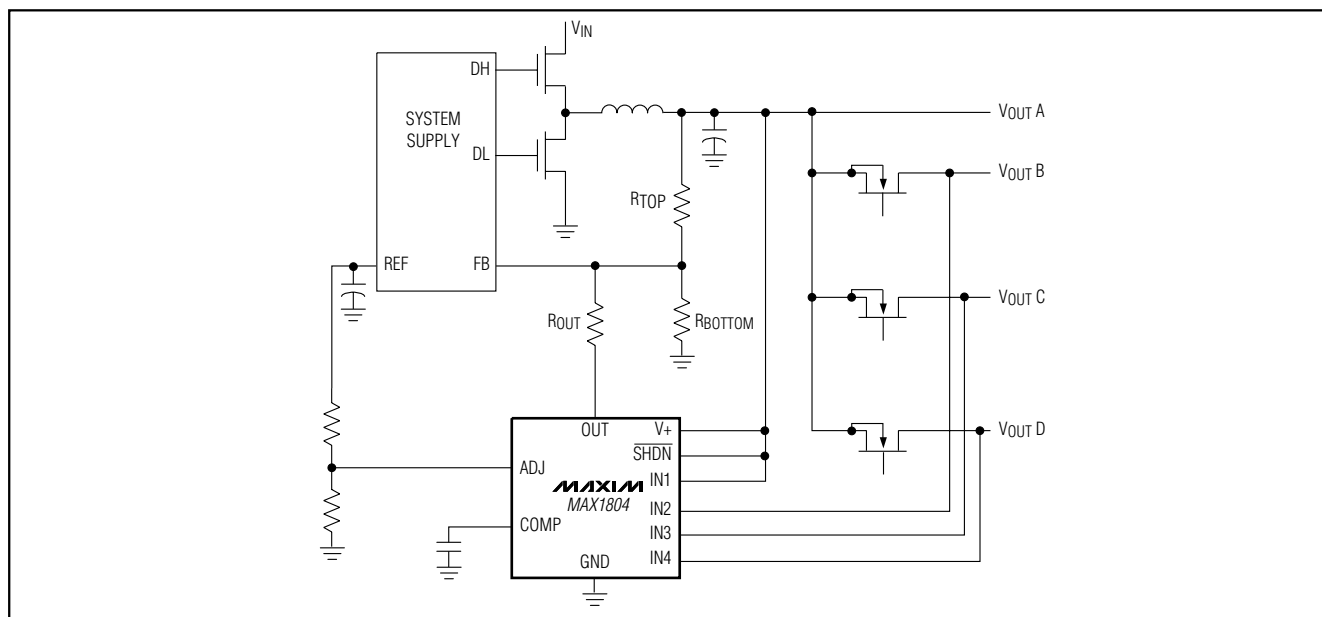 VIN
DH
SYSTEM
SUPPLY
DL
REF
FB
RTOP
ROUT
RBOTTOM
VOUT A
VOUT B
VOUT C
VOUT D
OUT
V+
SHDN
ADJ
IN1
MAXIM
MAX1804
IN2
COMP
IN3
IN4
GND